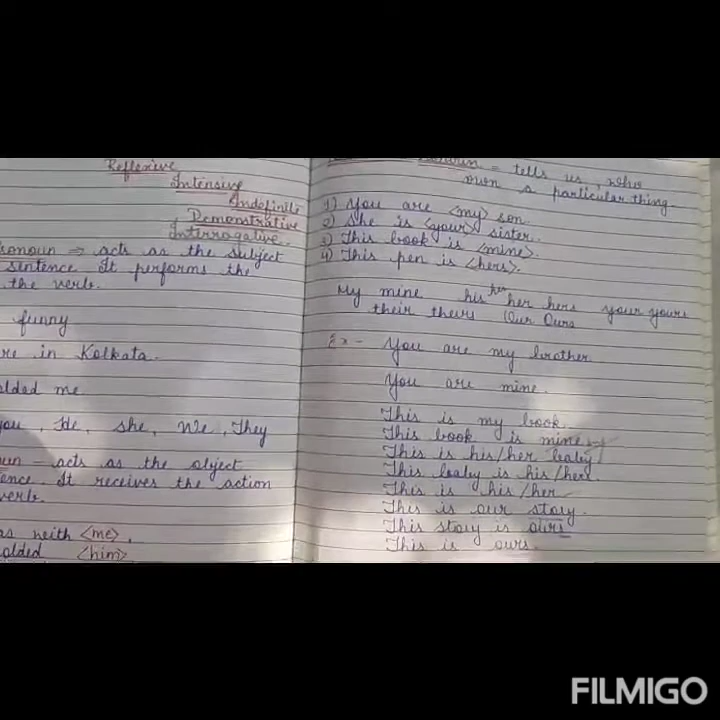 Reflexive
Intensive
Indefinite
Demonstrative
Interrogative.
onoun ⇒ acts as the subject
sentence It performs the
the verb.
funny
re in Kolkata.
olded me
you, He, she, We, They
oun - acts as the object
ence. It receives the action
verb.
as with <me>.
olded <him>
= tells us, who
own a particular thing.
1) You are <my> son.
2) She is <your> sister.
3) This book is <mine>.
4) This pen is <hers>.
My mine his her her hers your yours
their theirs Our Ours
Ex - You are my brother
You are mine.
This is my book.
This book is mine
This is his/her baby
This baby is his/hers.
This is his/her
This is our story.
This story is ours
This is ours.
FILMIGO